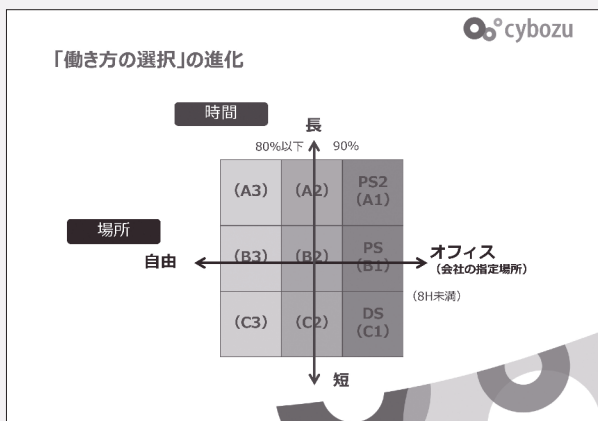 cybozu
「働き方の選択」の進化
時間
長
80%以下 90%
(A3) (A2) PS2
(A1)
場所
自由 (B3) (B2) PS
(B1) オフィス
(会社の指定場所)
(8H未満)
(C3) (C2) DS
(C1)
短